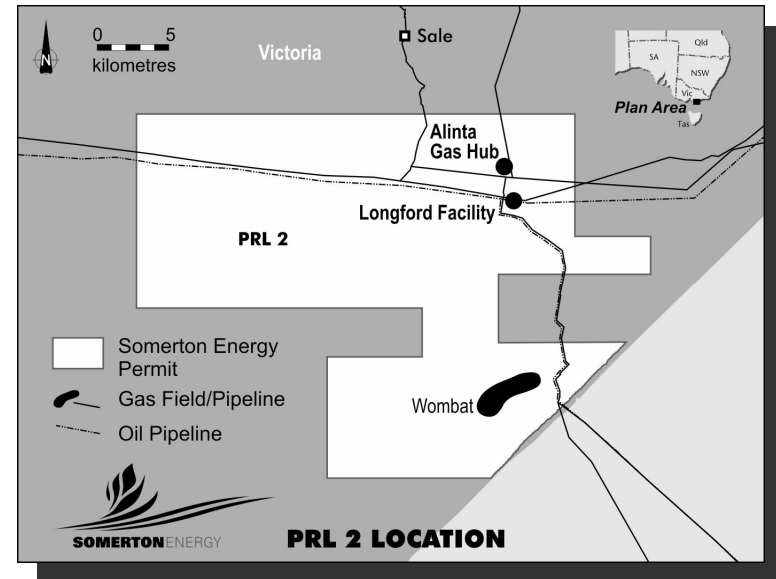 0 5
kilometres
N
Victoria
Sale
Qld
SA
NSW
Vic
Plan Area
Tas
Alinta
Gas Hub
Longford Facility
PRL 2
Somerton Energy
Permit
Gas Field/Pipeline
Oil Pipeline
Wombat
SOMERTONENERGY
PRL 2 LOCATION